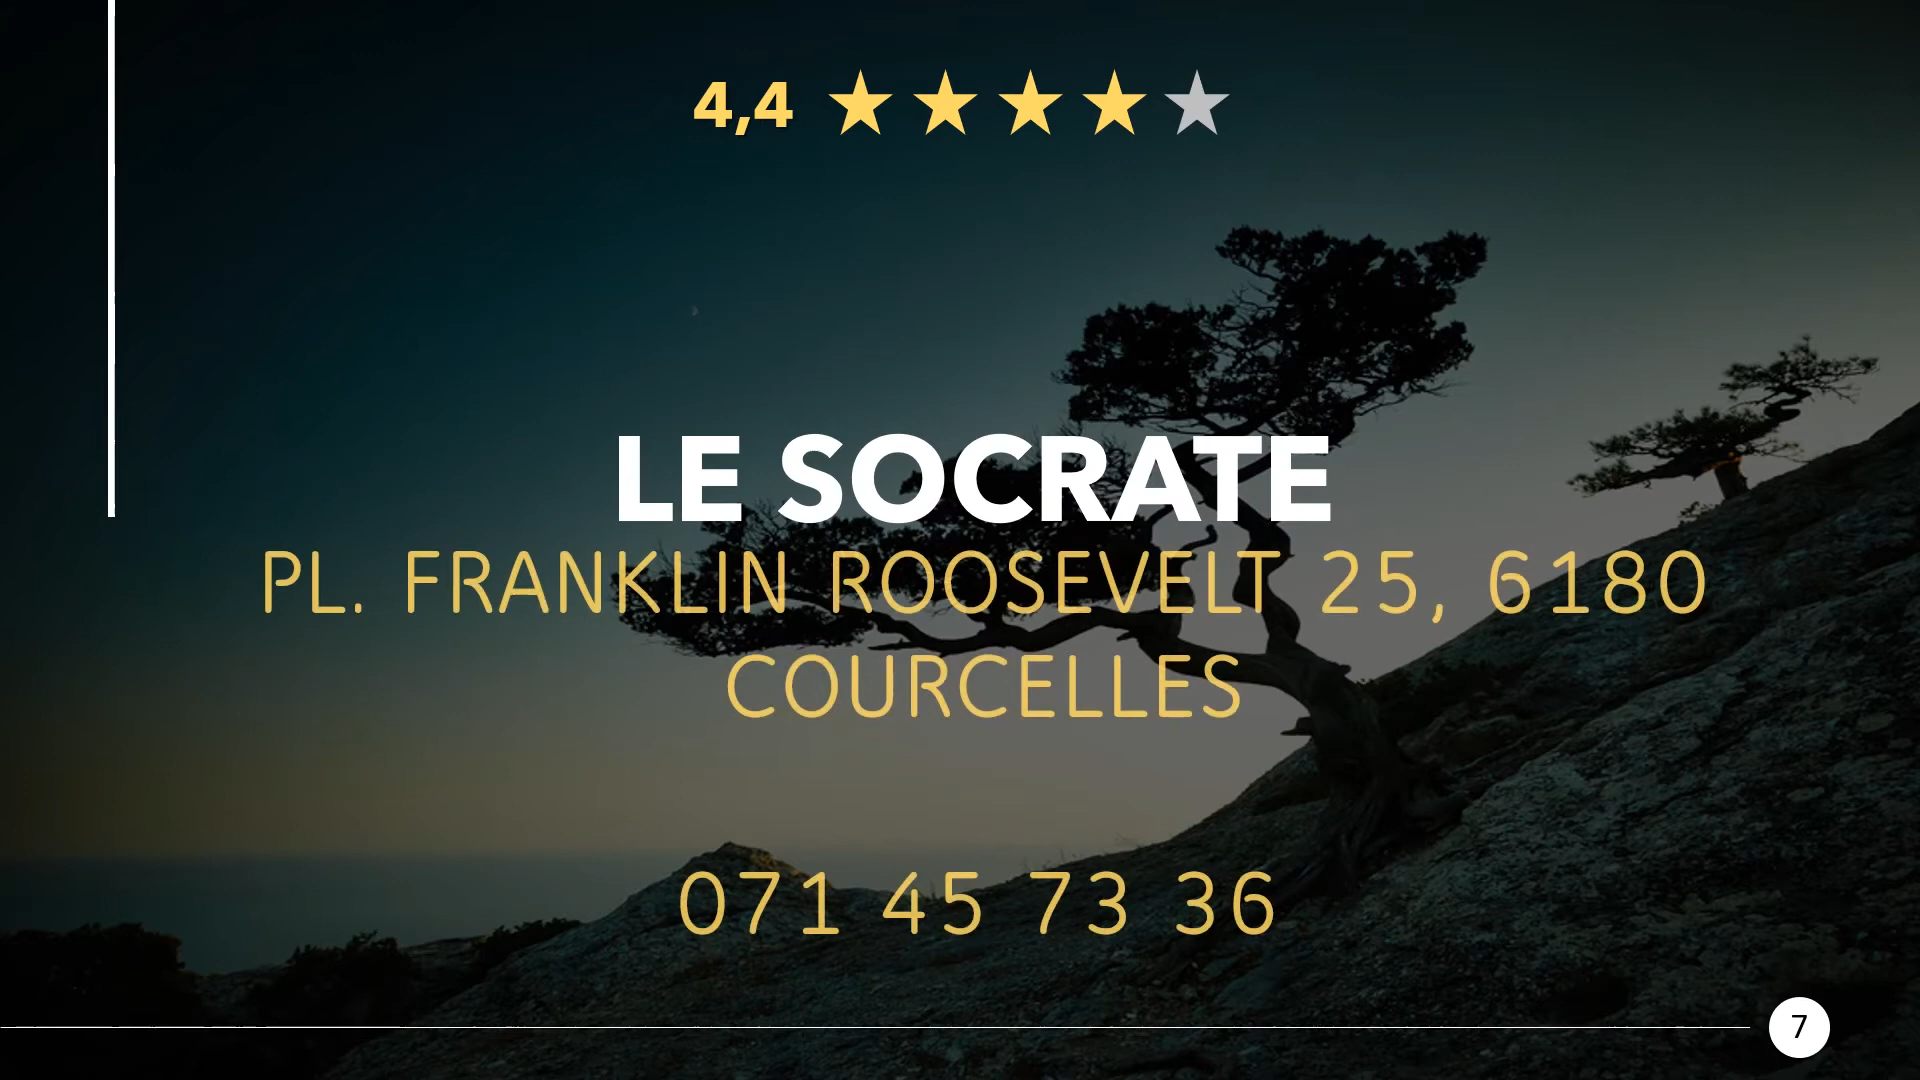 4,4
LE SOCRATE
PL. FRANKLIN ROOSEVELT 25, 6180
COURCELLES
071 45 73 36
7